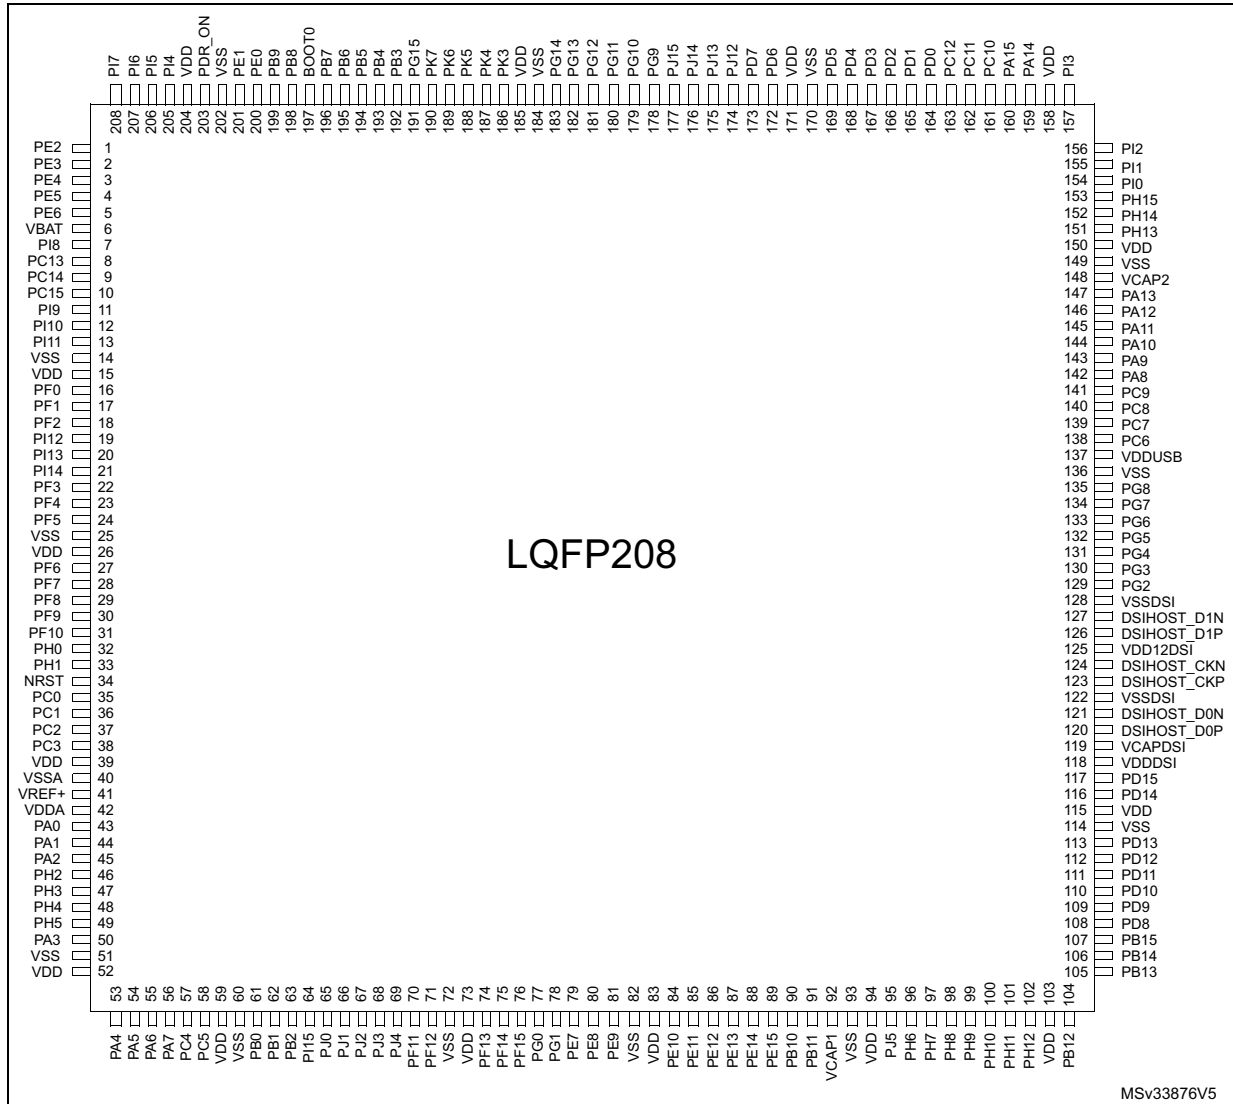 PI7 PI6 PI5 PI4 VDD PDR_ON VSS PE1 PE0 PB9 PB8 BOOT0 PB7 PB6 PB5 PB4 PB3 PG15 PK7 PK6 PK5 PK4 PK3 VDD VSS PG14 PG13 PG12 PG11 PG10 PG9 PJ15 PJ14 PJ13 PJ12 PD7 PD6 VDD VSS PD5 PD4 PD3 PD2 PD1 PD0 PC12 PC11 PC10 PA15 PA14 VDD PI3
208 207 206 205 204 203 202 201 200 199 198 197 196 195 194 193 192 191 190 189 188 187 186 185 184 183 182 181 180 179 178 177 176 175 174 173 172 171 170 169 168 167 166 165 164 163 162 161 160 159 158 157
PE2 1 156 PI2
PE3 2 155 PI1
PE4 3 154 PI0
PE5 4 153 PH15
PE6 5 152 PH14
VBAT 6 151 PH13
PI8 7 150 VDD
PC13 8 149 VSS
PC14 9 148 VCAP2
PC15 10 147 PA13
PI9 11 146 PA12
PI10 12 145 PA11
PI11 13 144 PA10
VSS 14 143 PA9
VDD 15 142 PA8
PF0 16 141 PC9
PF1 17 140 PC8
PF2 18 139 PC7
PI12 19 138 PC6
PI13 20 137 VDDUSB
PI14 21 136 VSS
PF3 22 135 PG8
PF4 23 134 PG7
PF5 24 133 PG6
VSS 25 132 PG5
VDD 26 131 PG4
LQFP208
PF6 27 130 PG3
PF7 28 129 PG2
PF8 29 128 VSSDSI
PF9 30 127 DSIHOST_D1N
PF10 31 126 DSIHOST_D1P
PH0 32 125 VDD12DSI
PH1 33 124 DSIHOST_CKN
NRST 34 123 DSIHOST_CKP
PC0 35 122 VSSDSI
PC1 36 121 DSIHOST_D0N
PC2 37 120 DSIHOST_D0P
PC3 38 119 VCAPDSI
VDD 39 118 VDDDSI
VSSA 40 117 PD15
VREF+ 41 116 PD14
VDDA 42 115 VDD
PA0 43 114 VSS
PA1 44 113 PD13
PA2 45 112 PD12
PH2 46 111 PD11
PH3 47 110 PD10
PH4 48 109 PD9
PH5 49 108 PD8
PA3 50 107 PB15
VSS 51 106 PB14
VDD 52 105 PB13
53 54 55 56 57 58 59 60 61 62 63 64 65 66 67 68 69 70 71 72 73 74 75 76 77 78 79 80 81 82 83 84 85 86 87 88 89 90 91 92 93 94 95 96 97 98 99 100 101 102 103 104
PA4 PA5 PA6 PA7 PC4 PC5 VDD VSS PB0 PB1 PB2 PI15 PJ0 PJ1 PJ2 PJ3 PJ4 PF11 PF12 VSS VDD PF13 PF14 PF15 PG0 PG1 PE7 PE8 PE9 VSS VDD PE10 PE11 PE12 PE13 PE14 PE15 PB10 PB11 VCAP1 VSS VDD PJ5 PH6 PH7 PH8 PH9 PH10 PH11 PH12 VDD PB12
MSv33876V5